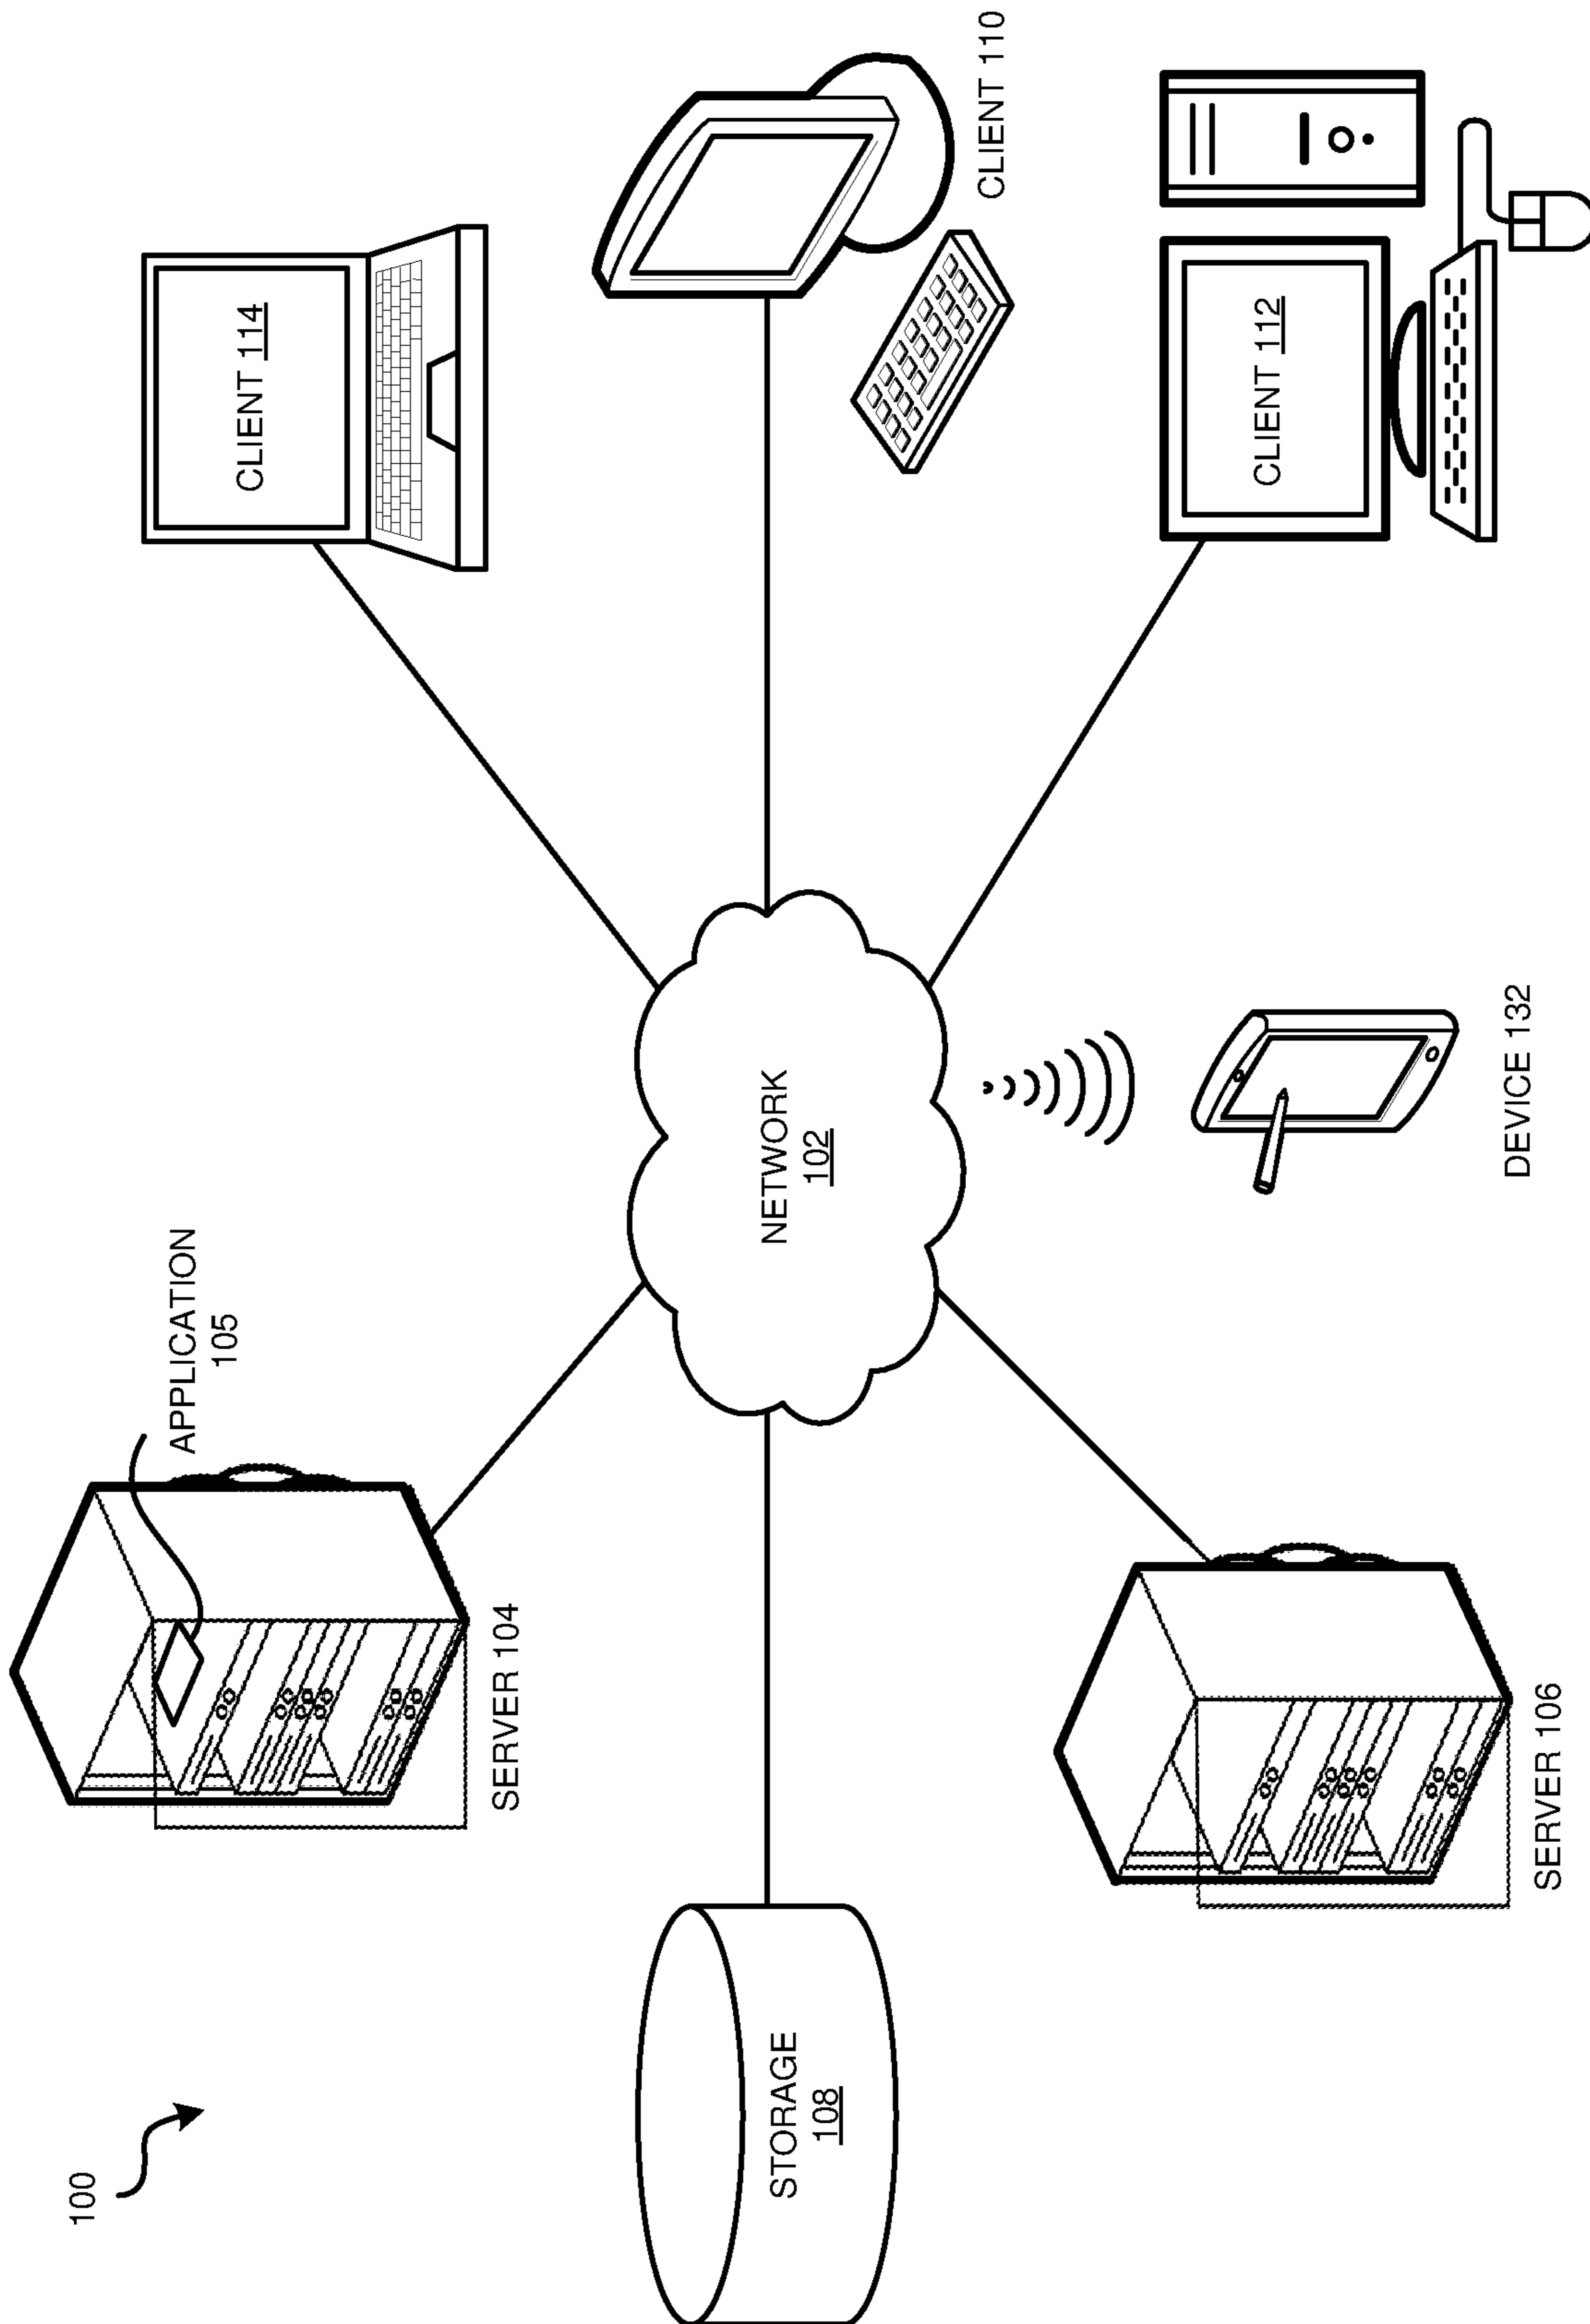 100
APPLICATION
105
SERVER 104
CLIENT 114
STORAGE
108
NETWORK
102
CLIENT 110
SERVER 106
DEVICE 132
CLIENT 112